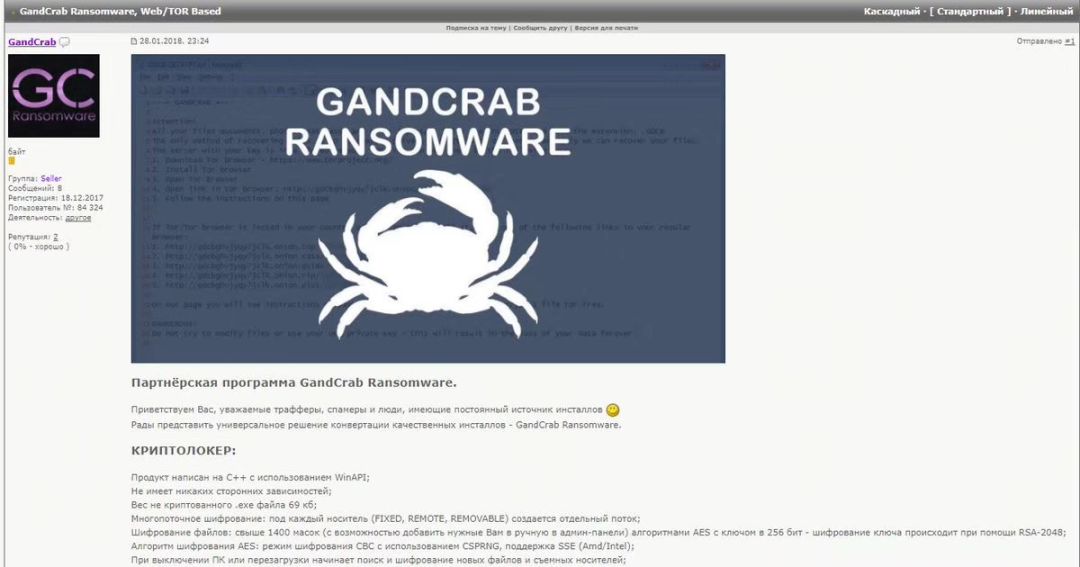 GandCrab Ransomware, Web/TOR Based
Каскадный · [ Стандартный ] · Линейный
Подписка на тему | Сообщить другу | Версия для печати
GandCrab
28.01.2018, 23:24
Отправлено #1
GC
Ransomware
байт
Группа: Seller
Сообщений: 8
Регистрация: 18.12.2017
Пользователь №: 84 324
Деятельность: другое
Репутация: 2
( 0% - хорошо )
GANDCRAB
RANSOMWARE
Партнёрская программа GandCrab Ransomware.
Приветствуем Вас, уважаемые трафферы, спамеры и люди, имеющие постоянный источник инсталлов
Рады представить универсальное решение конвертации качественных инсталлов - GandCrab Ransomware.
КРИПТОЛОКЕР:
Продукт написан на C++ с использованием WinAPI;
Не имеет никаких сторонних зависимостей;
Вес не криптованного .exe файла 69 кб;
Многопоточное шифрование: под каждый носитель (FIXED, REMOTE, REMOVABLE) создается отдельный поток;
Шифрование файлов: свыше 1400 масок (с возможностью добавить нужные Вам в ручную в админ-панели) алгоритмами AES с ключом в 256 бит - шифрование ключа происходит при помощи RSA-2048;
Алгоритм шифрования AES: режим шифрования CBC с использованием CSPRNG, поддержка SSE (Amd/Intel);
При выключении ПК или перезагрузки начинает поиск и шифрование новых файлов и съемных носителей;